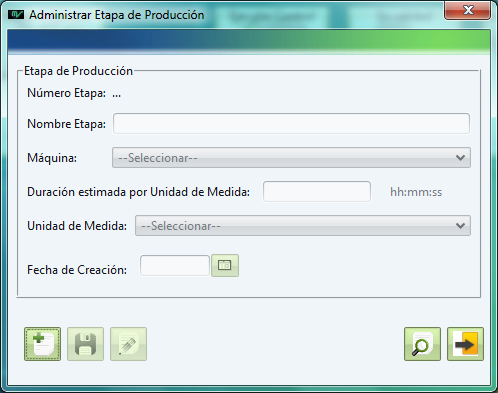 Administrar Etapa de Producción
Etapa de Producción
Número Etapa: ...
Nombre Etapa:
Máquina: --Seleccionar--
Duración estimada por Unidad de Medida: hh:mm:ss
Unidad de Medida: --Seleccionar--
Fecha de Creación: